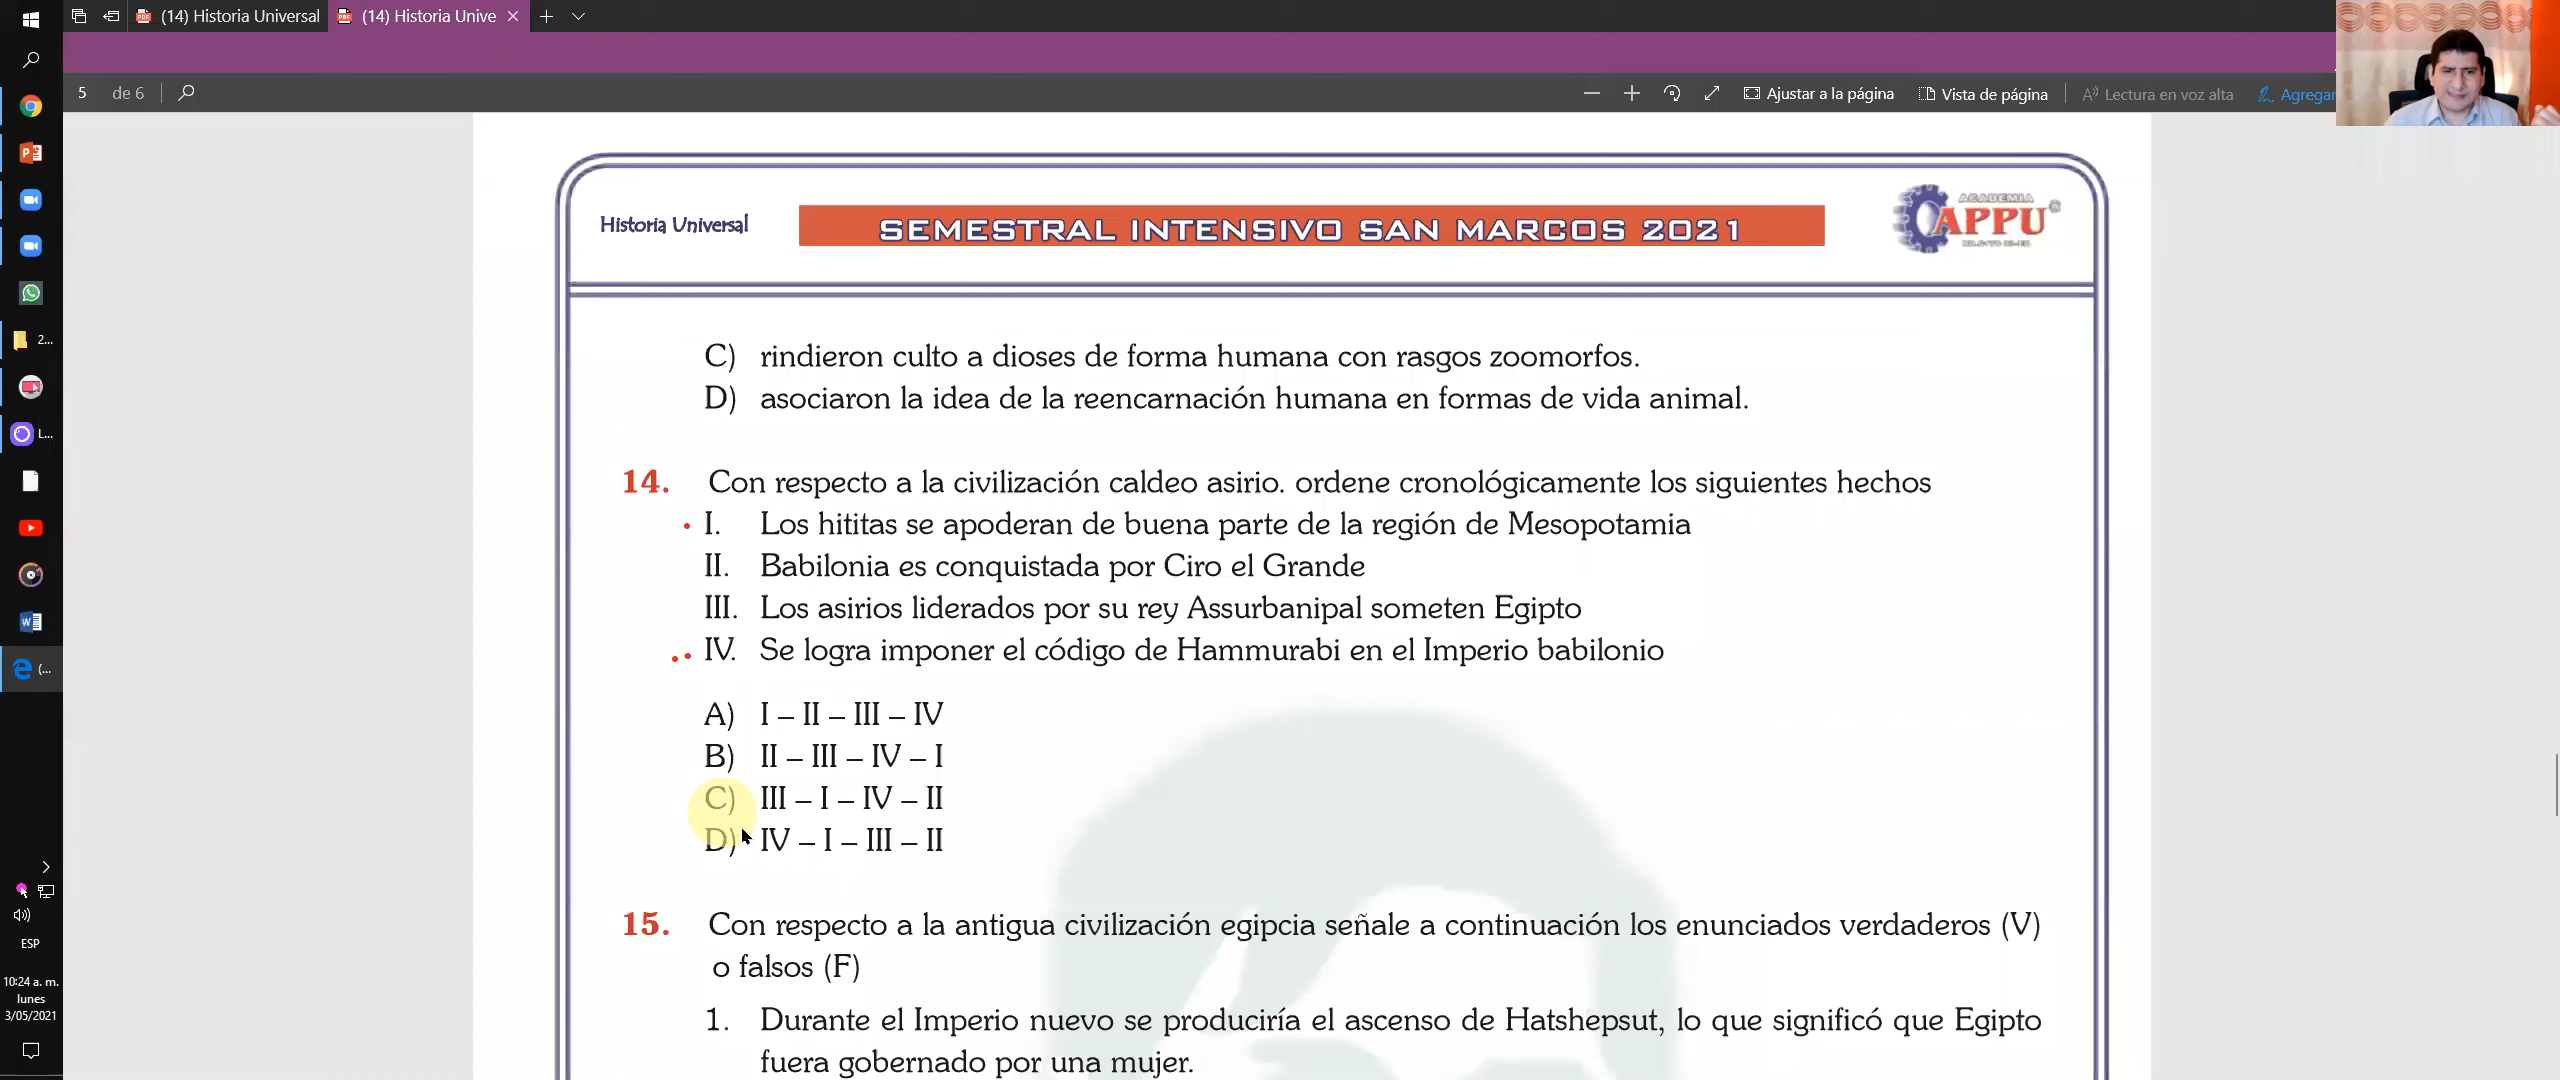 (14) Historia Universal
(14) Historia Unive
5 de 6
Ajustar a la página
Vista de página
Lectura en voz alta
Agregar
Historia Universal
SEMESTRAL INTENSIVO SAN MARCOS 2021
ACADEMIA
APPU
C) rindieron culto a dioses de forma humana con rasgos zoomorfos.
D) asociaron la idea de la reencarnación humana en formas de vida animal.
14. Con respecto a la civilización caldeo asirio. ordene cronológicamente los siguientes hechos
I. Los hititas se apoderan de buena parte de la región de Mesopotamia
II. Babilonia es conquistada por Ciro el Grande
III. Los asirios liderados por su rey Assurbanipal someten Egipto
IV. Se logra imponer el código de Hammurabi en el Imperio babilonio
A) I – II – III – IV
B) II – III – IV – I
C) III – I – IV – II
D) IV – I – III – II
15. Con respecto a la antigua civilización egipcia señale a continuación los enunciados verdaderos (V)
o falsos (F)
1. Durante el Imperio nuevo se produciría el ascenso de Hatshepsut, lo que significó que Egipto
fuera gobernado por una mujer.
2...
L...
(...
ESP
10:24 a. m.
lunes
3/05/2021